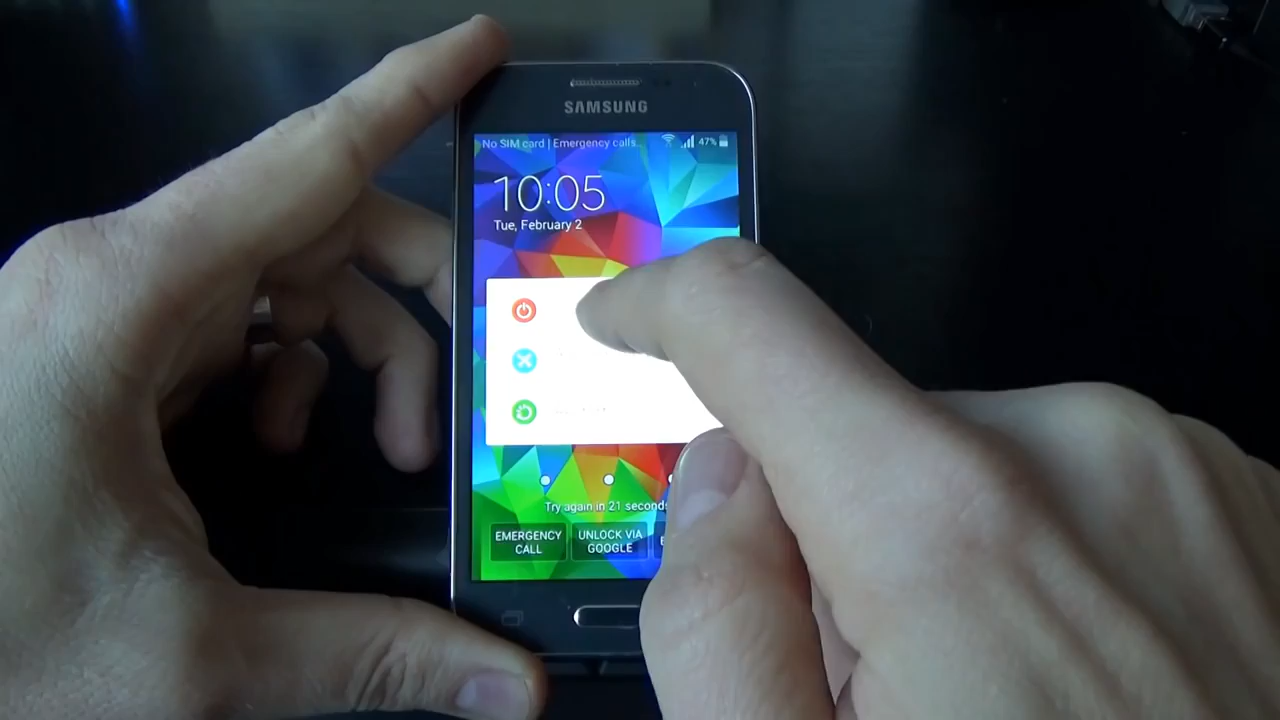 SAMSUNG
No SIM card | Emergency calls.. 47%
10:05
Tue, February 2
Try again in 21 seconds
EMERGENCY CALL
UNLOCK VIA GOOGLE